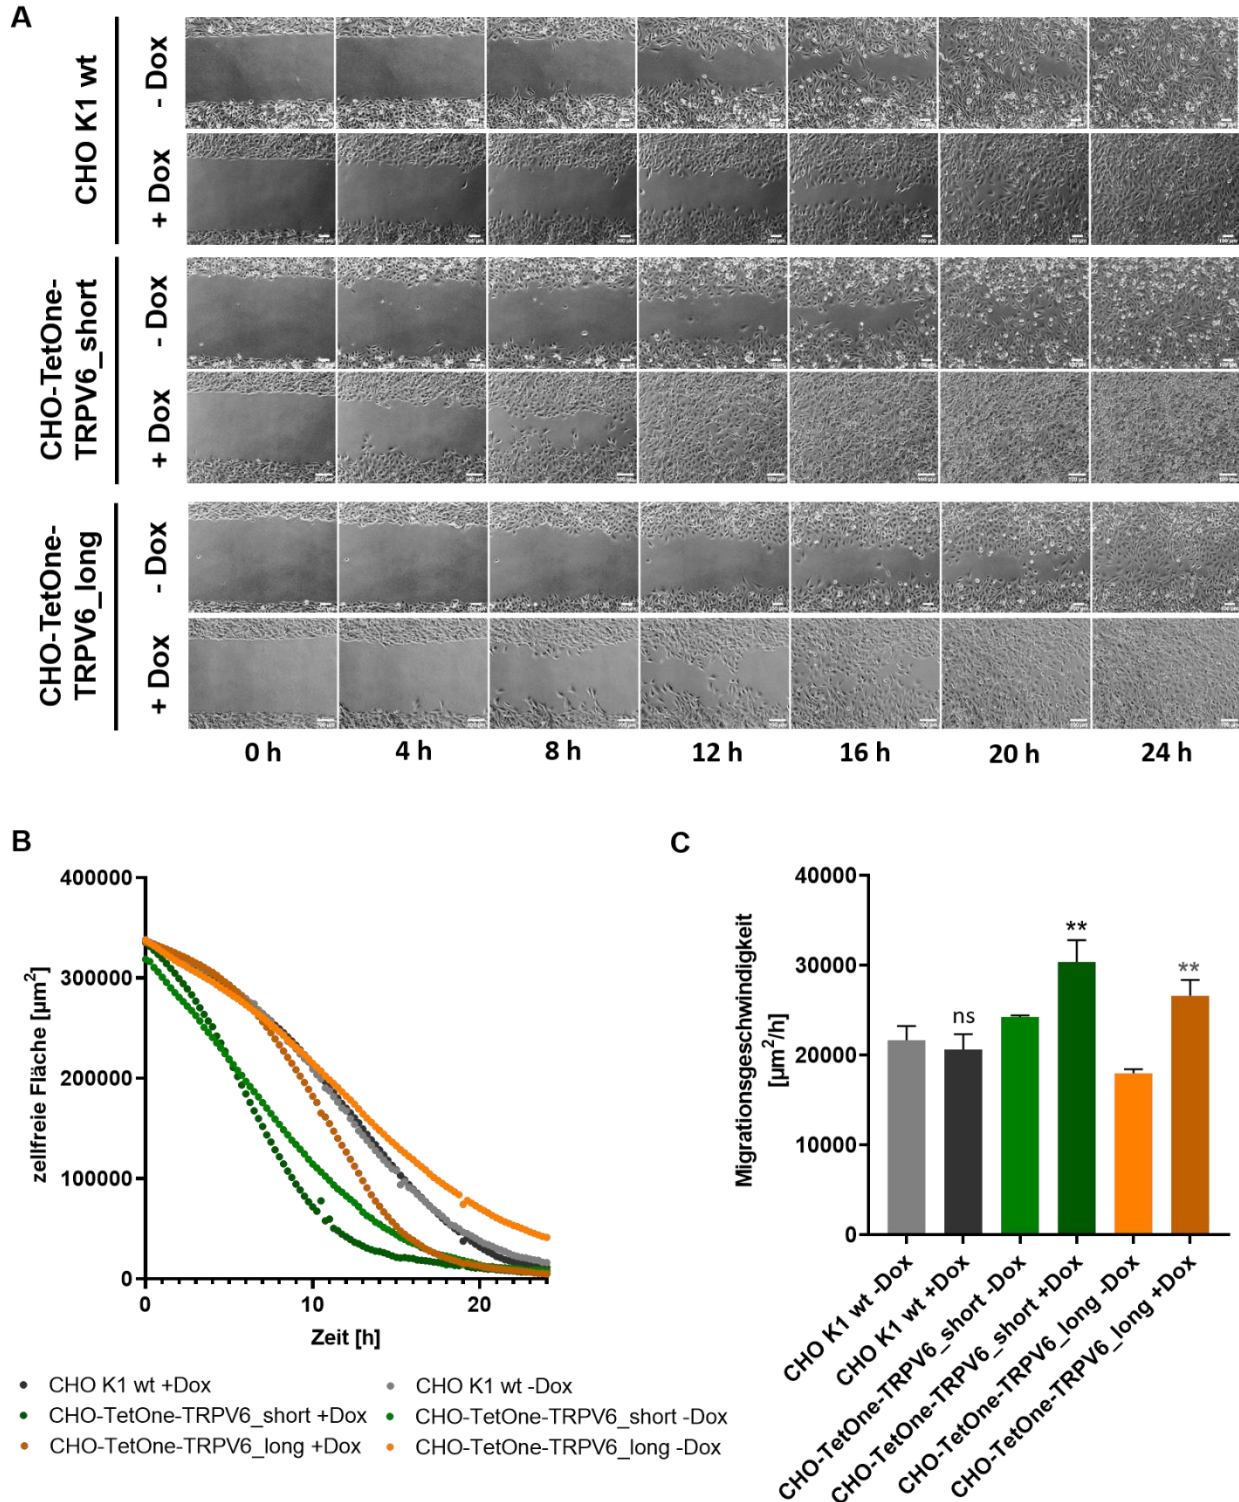 A
CHO K1 wt
- Dox
+ Dox
CHO-TetOne-
TRPV6_short
- Dox
+ Dox
CHO-TetOne-
TRPV6_long
- Dox
+ Dox
0 h 4 h 8 h 12 h 16 h 20 h 24 h
B
zellfreie Fläche [µm²]
400000
300000
200000
100000
0
0 10 20
Zeit [h]
CHO K1 wt +Dox
CHO K1 wt -Dox
CHO-TetOne-TRPV6_short +Dox
CHO-TetOne-TRPV6_short -Dox
CHO-TetOne-TRPV6_long +Dox
CHO-TetOne-TRPV6_long -Dox
C
Migrationsgeschwindigkeit
[µm²/h]
40000
30000
20000
10000
0
ns
**
**
CHO K1 wt -Dox
CHO K1 wt +Dox
CHO-TetOne-TRPV6_short -Dox
CHO-TetOne-TRPV6_short +Dox
CHO-TetOne-TRPV6_long -Dox
CHO-TetOne-TRPV6_long +Dox